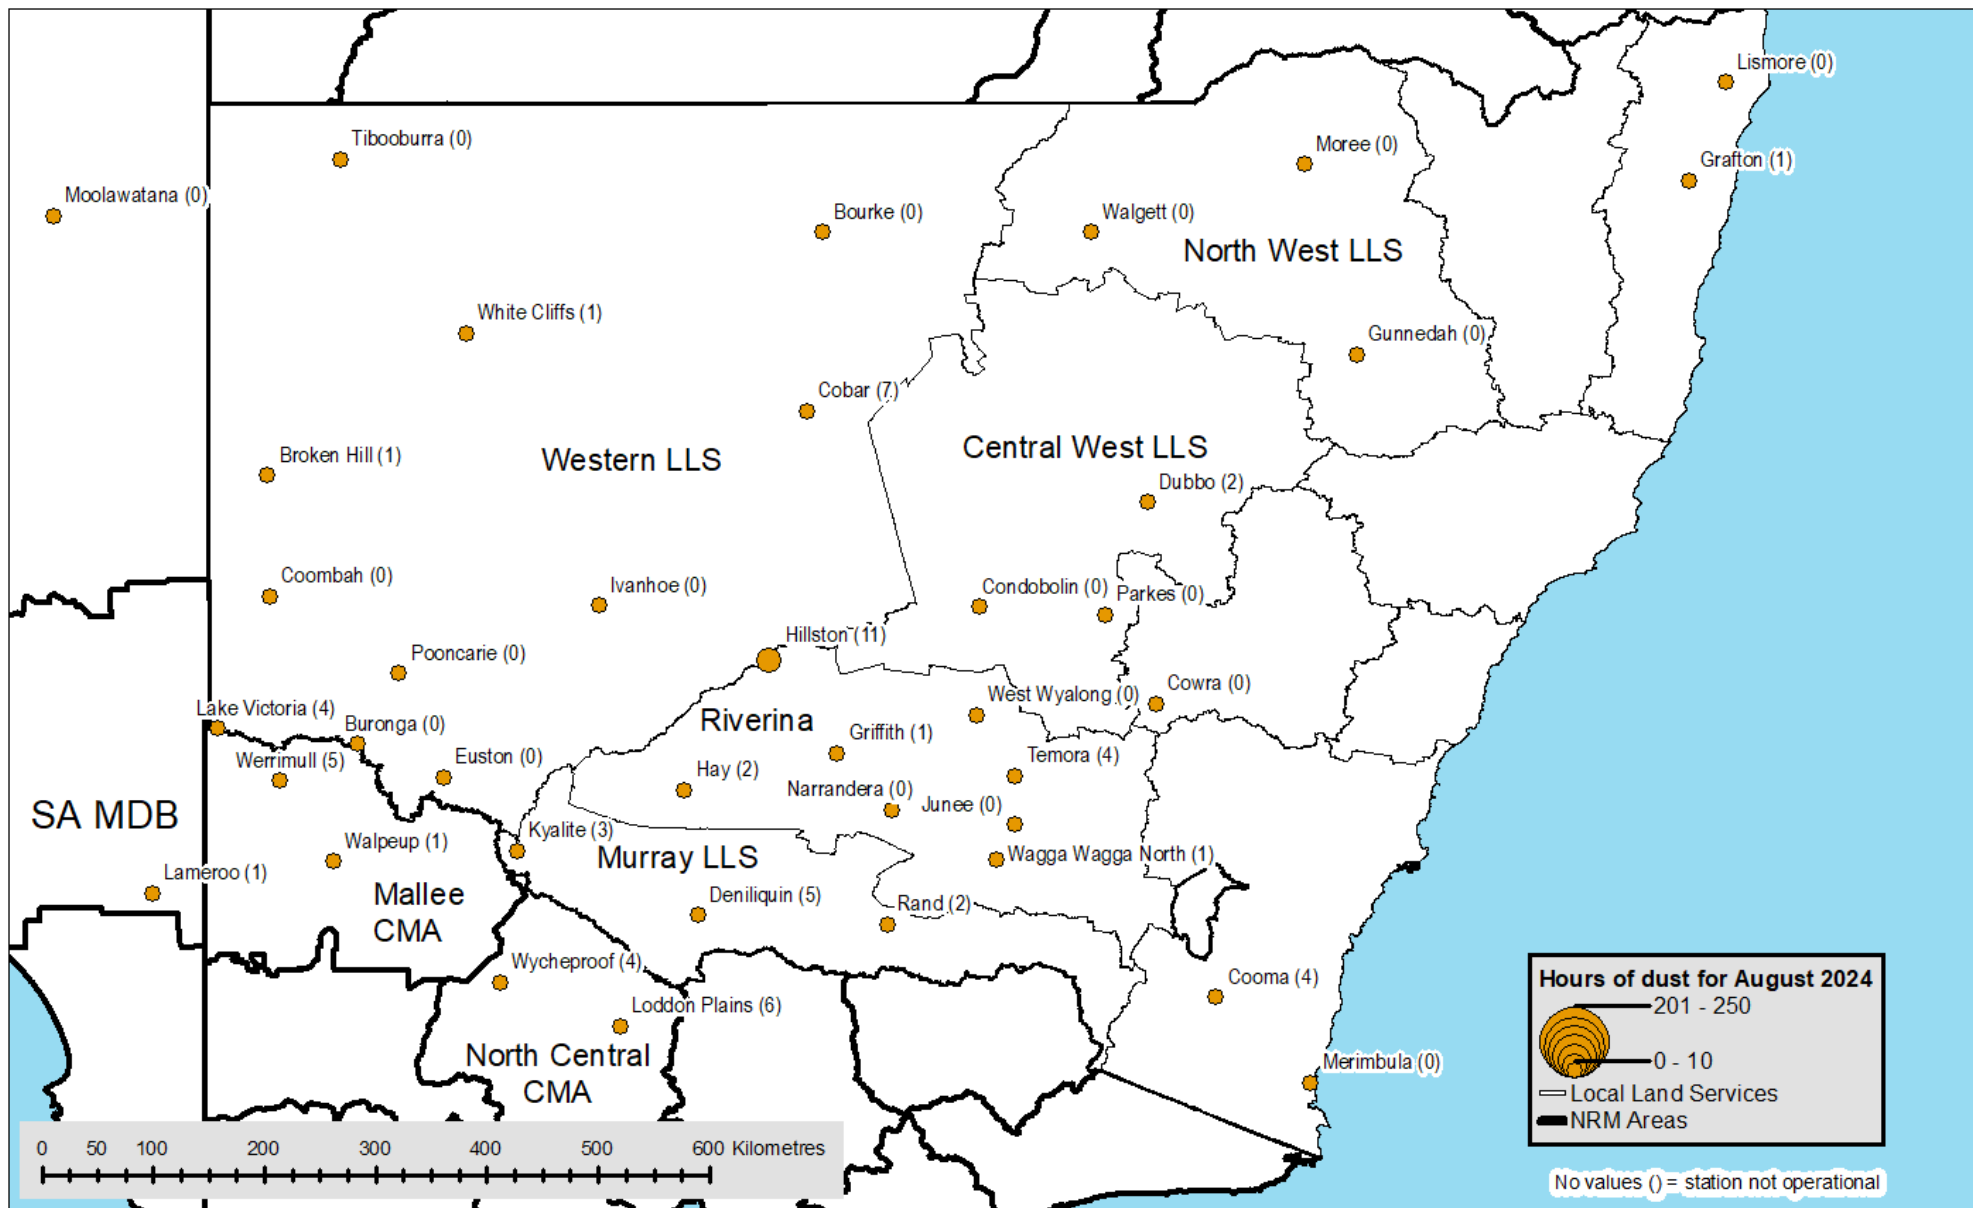 Lismore (0)
Tibooburra (0)
Moree (0)
Grafton (1)
Moolawatana (0)
Bourke (0)
Walgett (0)
North West LLS
White Cliffs (1)
Gunnedah (0)
Cobar (7)
Broken Hill (1)
Western LLS
Central West LLS
Dubbo (2)
Coombah (0)
Ivanhoe (0)
Condobolin (0)
Parkes (0)
Hillston (11)
Pooncarie (0)
Lake Victoria (4)
Buronga (0)
Riverina
West Wyalong (0)
Cowra (0)
Griffith (1)
Werrimull (5)
Euston (0)
Hay (2)
Temora (4)
Narrandera (0)
Junee (0)
SA MDB
Walpeup (1)
Kyalite (3)
Murray LLS
Wagga Wagga North (1)
Lameroo (1)
Mallee
CMA
Deniliquin (5)
Rand (2)
Wycheproof (4)
Loddon Plains (6)
Cooma (4)
North Central
CMA
Merimbula (0)
Hours of dust for August 2024
201 - 250
0 - 10
Local Land Services
NRM Areas
0 50 100 200 300 400 500 600 Kilometres
No values () = station not operational